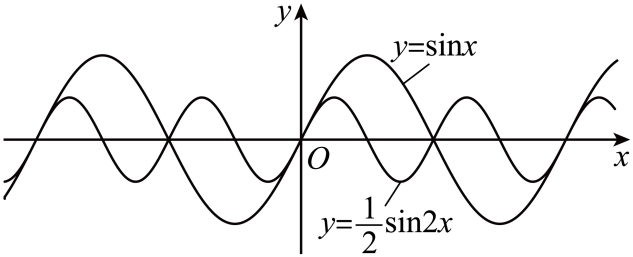 y
y=sinx
O
x
y=1/2sin2x